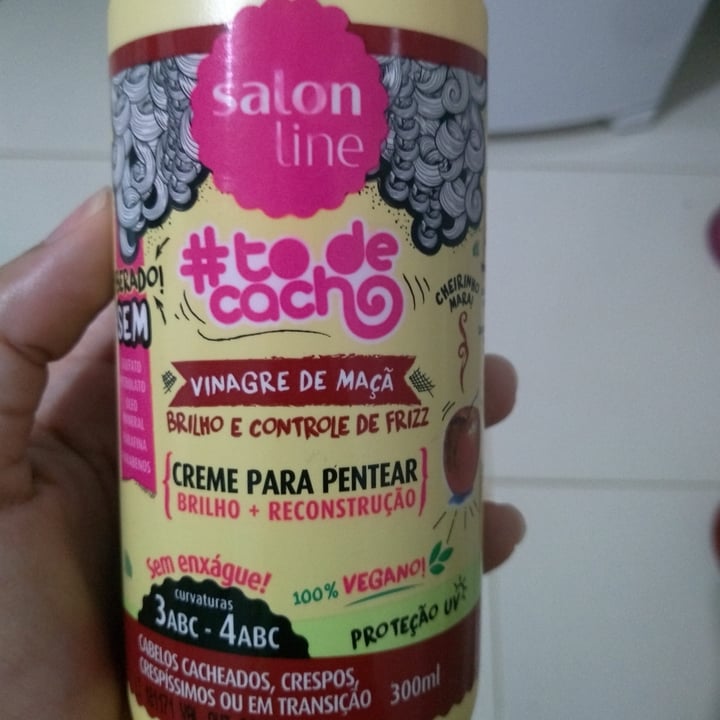 salon
line
#to de
cacho
CHEIRINHO
MARA!
SEM
VINAGRE DE MAÇÃ
BRILHO E CONTROLE DE FRIZZ
CREME PARA PENTEAR
BRILHO + RECONSTRUÇÃO
Sem enxágue!
100% VEGANO!
curvaturas
3ABC - 4ABC
PROTEÇÃO UV
CABELOS CACHEADOS, CRESPOS,
CRESPÍSSIMOS OU EM TRANSIÇÃO
300ml